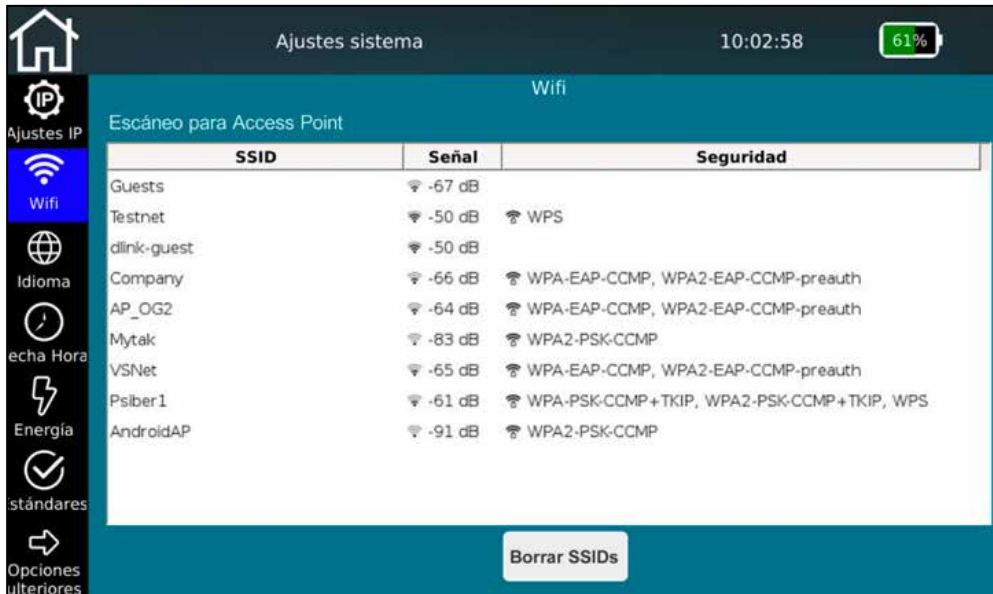 Ajustes sistema 10:02:58 61%
IP
Ajustes IP
Wifi
Idioma
echa Hora
Energía
stándares
Opciones
ulteriores
Wifi
Escáneo para Access Point
SSID Señal Seguridad
Guests -67 dB
Testnet -50 dB WPS
dlink-guest -50 dB
Company -66 dB WPA-EAP-CCMP, WPA2-EAP-CCMP-preauth
AP_OG2 -64 dB WPA-EAP-CCMP, WPA2-EAP-CCMP-preauth
Mytak -83 dB WPA2-PSK-CCMP
VSNet -65 dB WPA-EAP-CCMP, WPA2-EAP-CCMP-preauth
Psiber1 -61 dB WPA-PSK-CCMP+TKIP, WPA2-PSK-CCMP+TKIP, WPS
AndroidAP -91 dB WPA2-PSK-CCMP
Borrar SSIDs